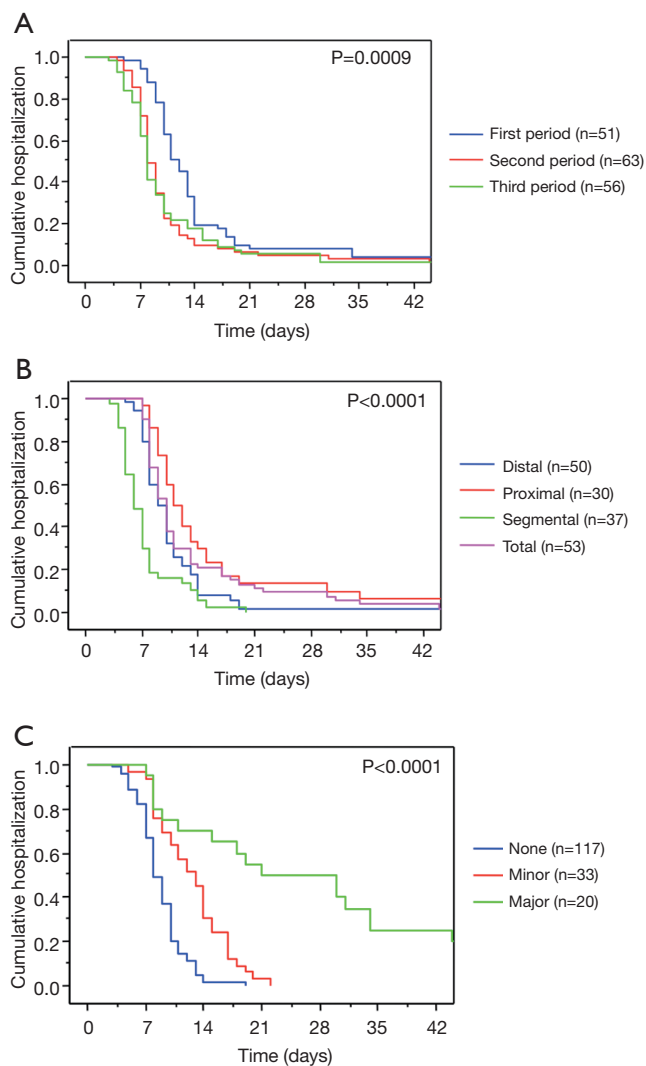 A
P=0.0009
1.0
0.8
0.6
0.4
0.2
0.0
Cumulative hospitalization
0 7 14 21 28 35 42
Time (days)
First period (n=51)
Second period (n=63)
Third period (n=56)
B
P<0.0001
1.0
0.8
0.6
0.4
0.2
0.0
Cumulative hospitalization
0 7 14 21 28 35 42
Time (days)
Distal (n=50)
Proximal (n=30)
Segmental (n=37)
Total (n=53)
C
P<0.0001
1.0
0.8
0.6
0.4
0.2
0.0
Cumulative hospitalization
0 7 14 21 28 35 42
Time (days)
None (n=117)
Minor (n=33)
Major (n=20)